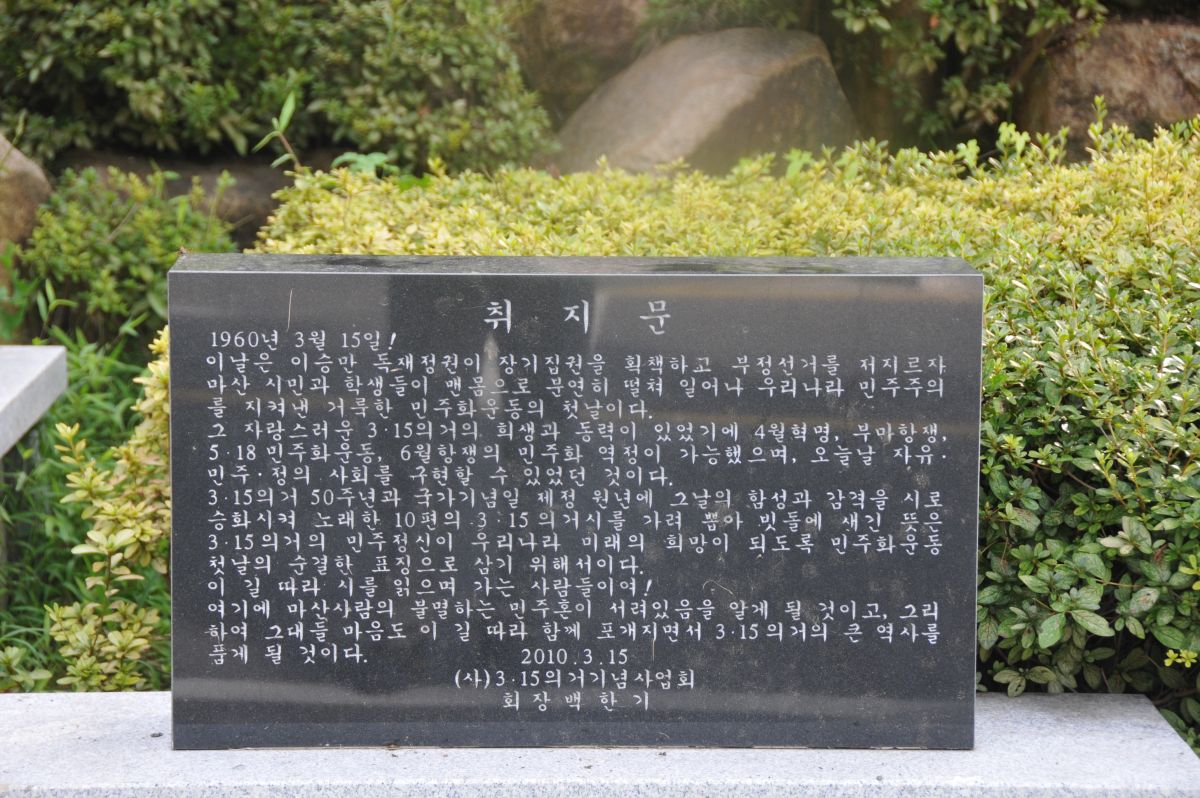 취지문
1960년 3월 15일!
이날은 이승만 독재정권이 장기집권을 획책하고 부정선거를 저지르자
마산 시민과 학생들이 맨몸으로 분연히 떨쳐 일어나 우리나라 민주주의
를 지켜낸 거룩한 민주화운동의 첫날이다.
그 자랑스러운 3·15의거의 희생과 동력이 있었기에 4월혁명, 부마항쟁,
5·18 민주화운동, 6월항쟁의 민주화 역정이 가능했으며, 오늘날 자유·
민주·정의 사회를 구현할 수 있었던 것이다.
3·15의거 50주년과 국가기념일 제정 원년에 그날의 함성과 감격을 시로
승화시켜 노래한 10편의 3·15의거시를 가려 뽑아 빗돌에 새긴 뜻은
3·15의거의 민주정신이 우리나라 미래의 희망이 되도록 민주화운동
첫날의 순결한 표징으로 삼기 위해서이다.
이 길 따라 시를 읽으며 가는 사람들이여!
여기에 마산사람의 불멸하는 민주혼이 서려있음을 알게 될 것이고, 그리
하여 그대들 마음도 이 길 따라 함께 포개지면서 3·15의거의 큰 역사를
품게 될 것이다. 2010.3.15
(사)3·15의거기념사업회
회장백한기